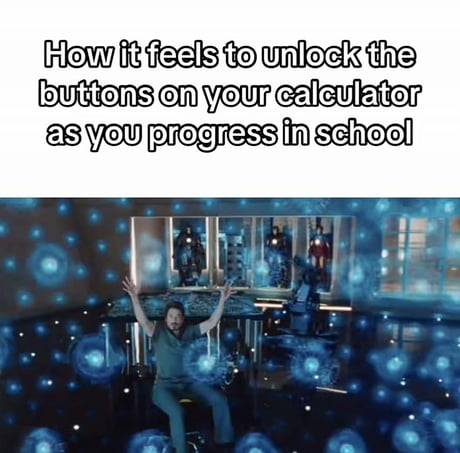 How it feels to unlock the
buttons on your calculator
as you progress in school